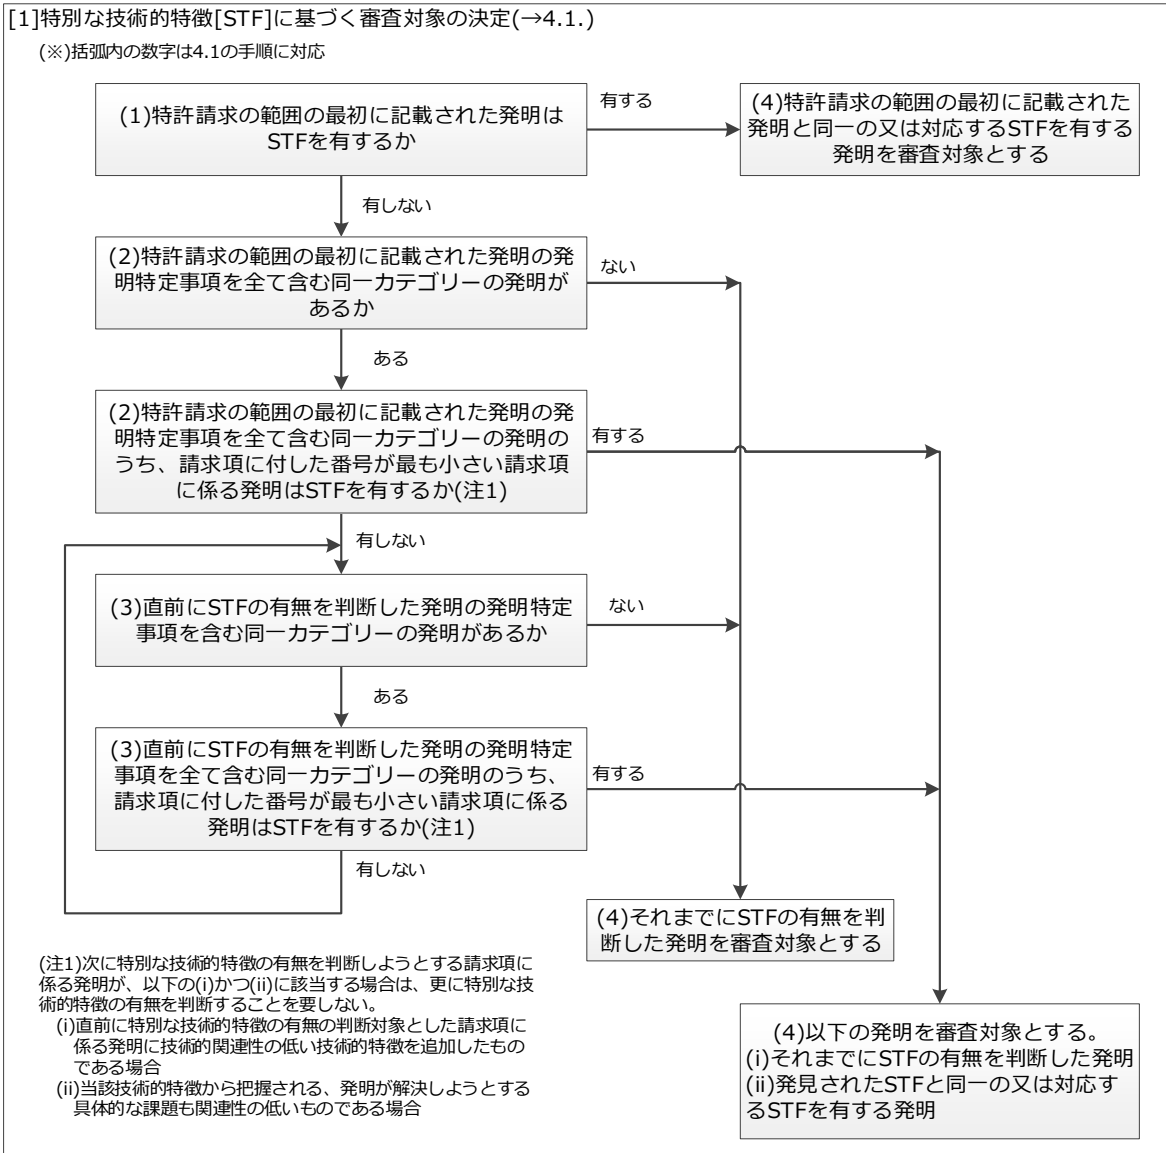 [1]特別な技術的特徴[STF]に基づく審査対象の決定(→4.1.)
(※)括弧内の数字は4.1の手順に対応
(1)特許請求の範囲の最初に記載された発明は
STFを有するか
有する
(4)特許請求の範囲の最初に記載された
発明と同一の又は対応するSTFを有する
発明を審査対象とする
有しない
(2)特許請求の範囲の最初に記載された発明の発
明特定事項を全て含む同一カテゴリーの発明が
あるか
ない
ある
(2)特許請求の範囲の最初に記載された発明の発
明特定事項を全て含む同一カテゴリーの発明の
うち、請求項に付した番号が最も小さい請求項
に係る発明はSTFを有するか(注1)
有する
有しない
(3)直前にSTFの有無を判断した発明の発明特定
事項を含む同一カテゴリーの発明があるか
ない
ある
(3)直前にSTFの有無を判断した発明の発明特定
事項を全て含む同一カテゴリーの発明のうち、
請求項に付した番号が最も小さい請求項に係る
発明はSTFを有するか(注1)
有する
有しない
(4)それまでにSTFの有無を判
断した発明を審査対象とする
(注1)次に特別な技術的特徴の有無を判断しようとする請求項に
係る発明が、以下の(i)かつ(ii)に該当する場合は、更に特別な技
術的特徴の有無を判断することを要しない。
(i)直前に特別な技術的特徴の有無の判断対象とした請求項に
係る発明に技術的関連性の低い技術的特徴を追加したもの
である場合
(ii)当該技術的特徴から把握される、発明が解決しようとする
具体的な課題も関連性の低いものである場合
(4)以下の発明を審査対象とする。
(i)それまでにSTFの有無を判断した発明
(ii)発見されたSTFと同一の又は対応す
るSTFを有する発明